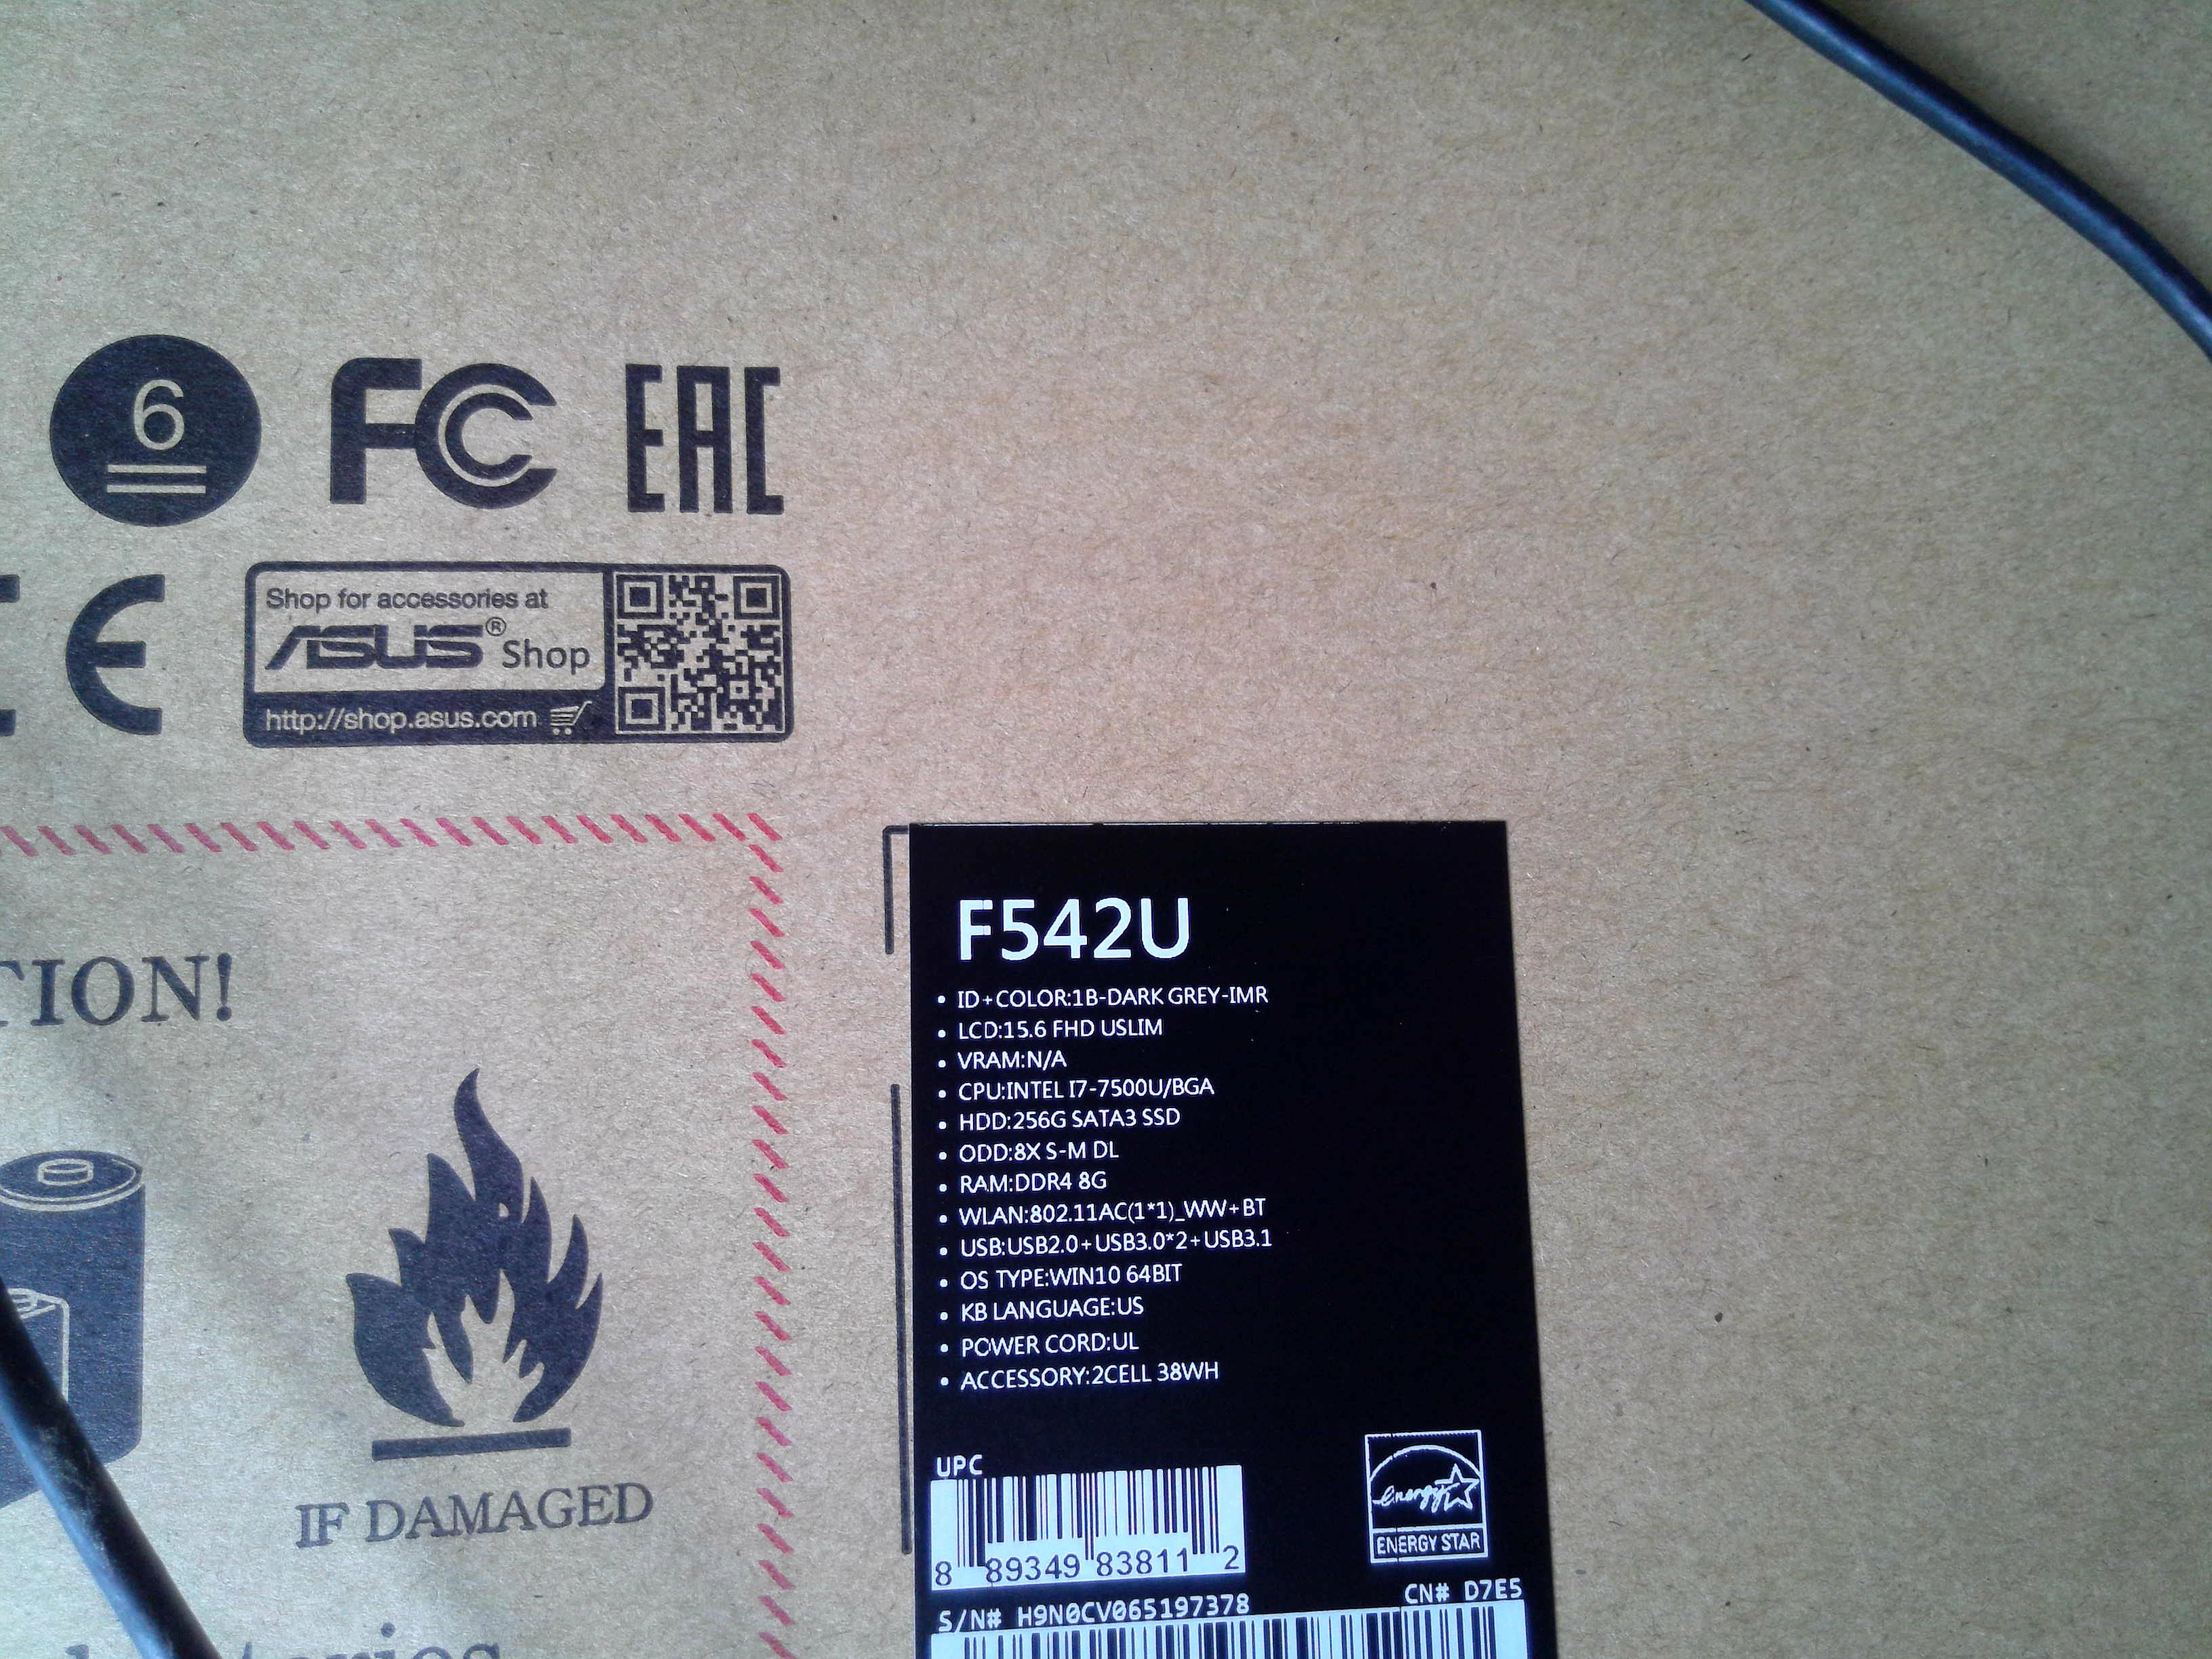 6
FC
EAC
CE
Shop for accessories at
ASUS® Shop
http://shop.asus.com
TION!
IF DAMAGED
F542U
• ID+COLOR:1B-DARK GREY-IMR
• LCD:15.6 FHD USLIM
• VRAM:N/A
• CPU:INTEL I7-7500U/BGA
• HDD:256G SATA3 SSD
• ODD:8X S-M DL
• RAM:DDR4 8G
• WLAN:802.11AC(1*1)_WW+BT
• USB:USB2.0+USB3.0*2+USB3.1
• OS TYPE:WIN10 64BIT
• KB LANGUAGE:US
• POWER CORD:UL
• ACCESSORY:2CELL 38WH
UPC
8 89349 83811 2
energy
ENERGY STAR
CN# D7E5
S/N# H9N0CV065197378